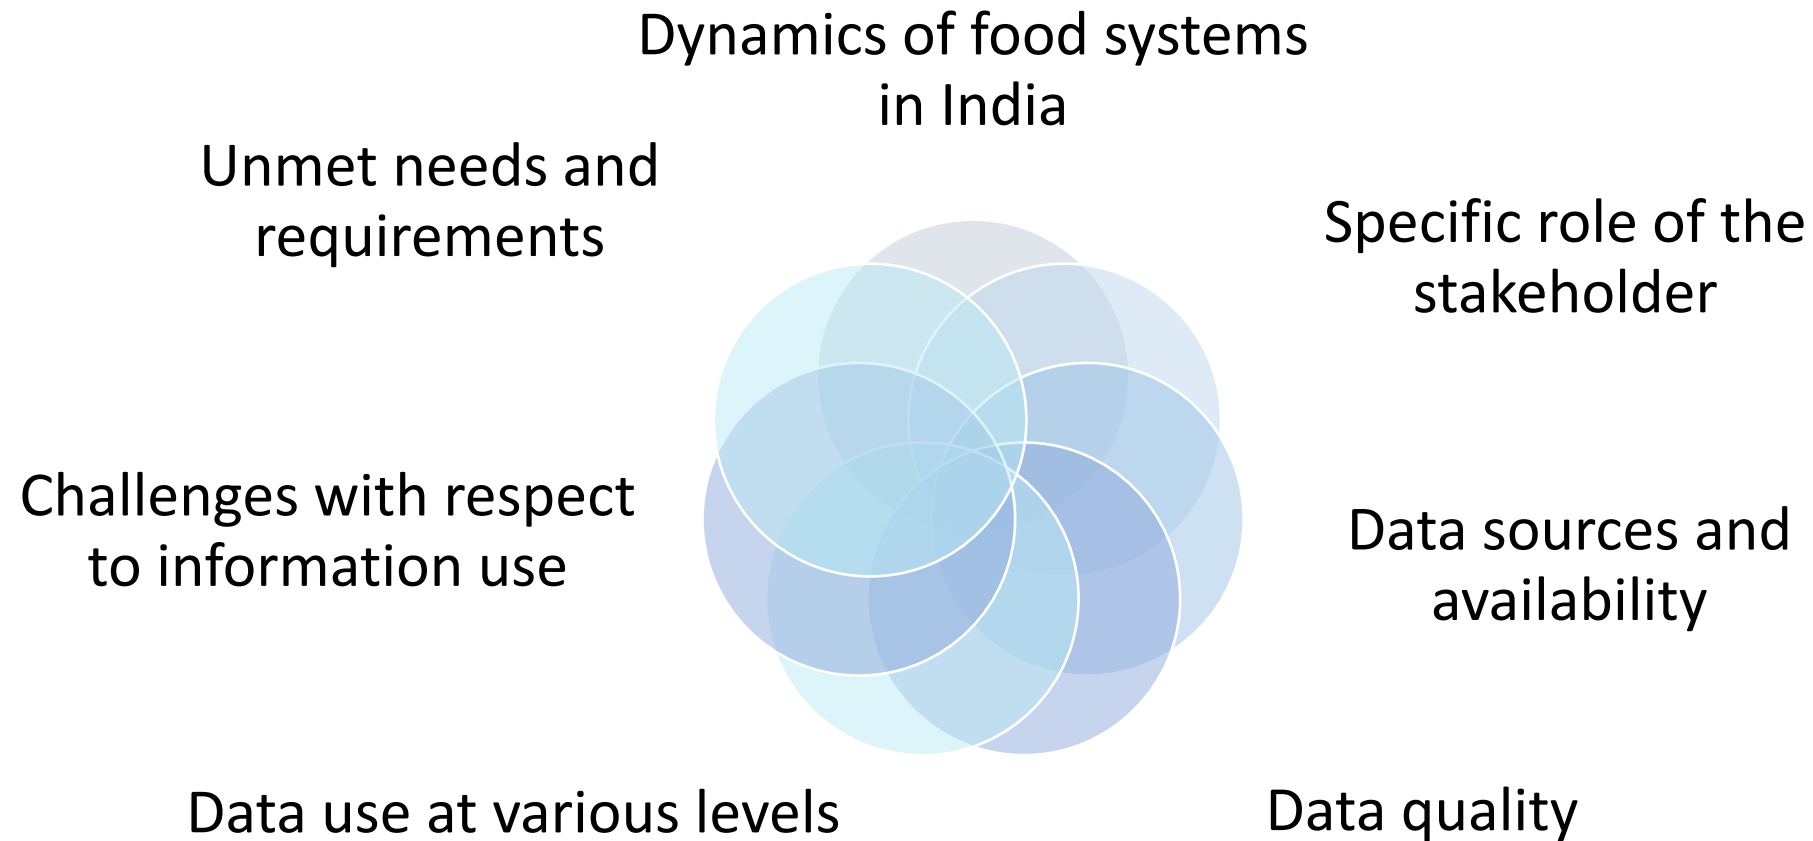 Dynamics of food systems
in India
Unmet needs and
requirements
Specific role of the
stakeholder
Challenges with respect
to information use
Data sources and
availability
Data use at various levels
Data quality